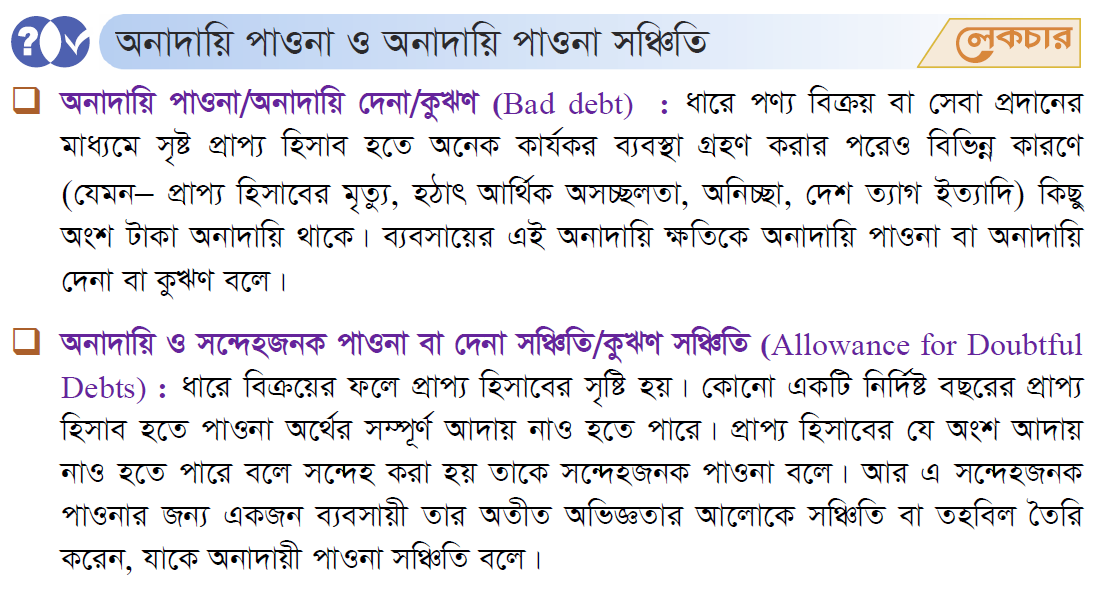 অনাদায়ি পাওনা ও অনাদায়ি পাওনা সঞ্চিতি
লেকচার
অনাদায়ি পাওনা/অনাদায়ি দেনা/কুঋণ (Bad debt) : ধারে পণ্য বিক্রয় বা সেবা প্রদানের
মাধ্যমে সৃষ্ট প্রাপ্য হিসাব হতে অনেক কার্যকর ব্যবস্থা গ্রহণ করার পরেও বিভিন্ন কারণে
(যেমন– প্রাপ্য হিসাবের মৃত্যু, হঠাৎ আর্থিক অসচ্ছলতা, অনিচ্ছা, দেশ ত্যাগ ইত্যাদি) কিছু
অংশ টাকা অনাদায়ি থাকে। ব্যবসায়ের এই অনাদায়ি ক্ষতিকে অনাদায়ি পাওনা বা অনাদায়ি
দেনা বা কুঋণ বলে।
অনাদায়ি ও সন্দেহজনক পাওনা বা দেনা সঞ্চিতি/কুঋণ সঞ্চিতি (Allowance for Doubtful
Debts) : ধারে বিক্রয়ের ফলে প্রাপ্য হিসাবের সৃষ্টি হয়। কোনো একটি নির্দিষ্ট বছরের প্রাপ্য
হিসাব হতে পাওনা অর্থের সম্পূর্ণ আদায় নাও হতে পারে। প্রাপ্য হিসাবের যে অংশ আদায়
নাও হতে পারে বলে সন্দেহ করা হয় তাকে সন্দেহজনক পাওনা বলে। আর এ সন্দেহজনক
পাওনার জন্য একজন ব্যবসায়ী তার অতীত অভিজ্ঞতার আলোকে সঞ্চিতি বা তহবিল তৈরি
করেন, যাকে অনাদায়ী পাওনা সঞ্চিতি বলে।